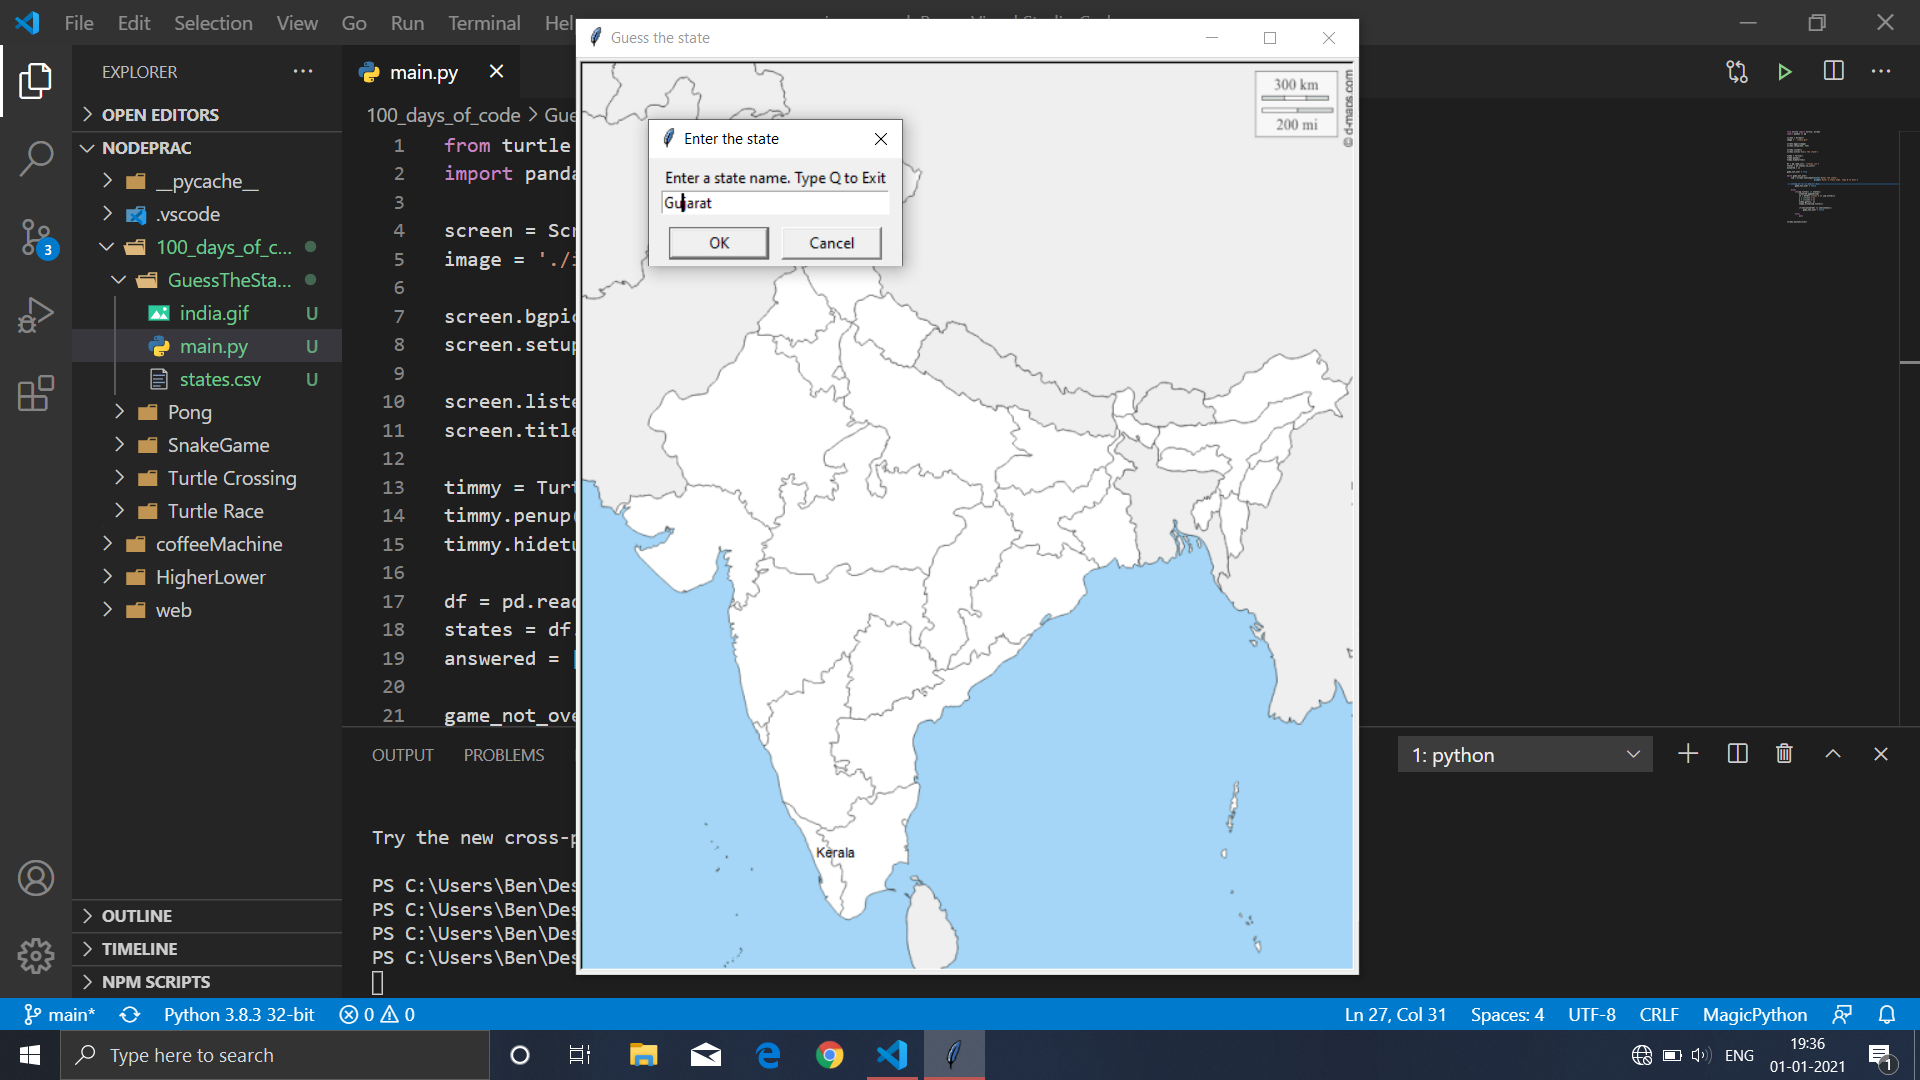 File Edit Selection View Go Run Terminal
Guess the state
EXPLORER
main.py
OPEN EDITORS
100_days_of_code
NODEPRAC
__pycache__
.vscode
100_days_of_c...
GuessTheSta...
india.gif U
main.py U
states.csv U
Pong
SnakeGame
Turtle Crossing
Turtle Race
coffeeMachine
HigherLower
web
OUTLINE
TIMELINE
NPM SCRIPTS
1 from turtle
2 import panda
3
4 screen = Scr
5 image = './i
6
7 screen.bgpic
8 screen.setup
9
10 screen.liste
11 screen.title
12
13 timmy = Turt
14 timmy.penup(
15 timmy.hidetu
16
17 df = pd.read
18 states = df.
19 answered = [
20
21 game_not_ove
Enter the state
Enter a state name. Type Q to Exit
Gujarat
OK Cancel
300 km
200 mi
© d-maps.com
Kerala
OUTPUT PROBLEMS
1: python
Try the new cross-p
PS C:\Users\Ben\Des
PS C:\Users\Ben\Des
PS C:\Users\Ben\Des
PS C:\Users\Ben\Des
3
main* Python 3.8.3 32-bit 0 0
Ln 27, Col 31 Spaces: 4 UTF-8 CRLF MagicPython
Type here to search
ENG
19:36
01-01-2021
1